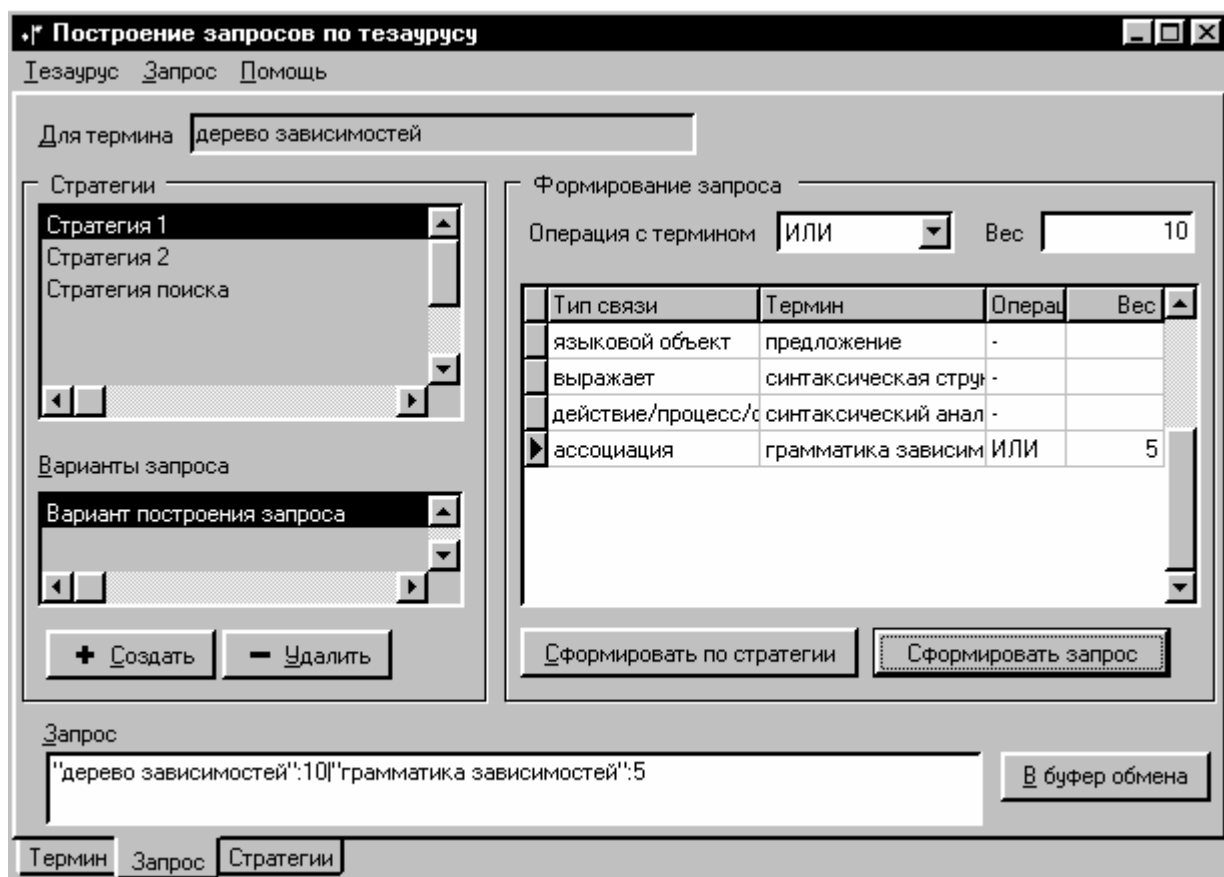 Построение запросов по тезаурусу
Тезаурус Запрос Помощь
Для термина дерево зависимостей
Стратегии
Стратегия 1
Стратегия 2
Стратегия поиска
Варианты запроса
Вариант построения запроса
+ Создать - Удалить
Формирование запроса
Операция с термином ИЛИ Вес 10
Тип связи Термин Операц Вес
языковой объект предложение -
выражает синтаксическая струк -
действие/процесс/с синтаксический анал -
ассоциация грамматика зависим ИЛИ 5
Сформировать по стратегии Сформировать запрос
Запрос
"дерево зависимостей":10|"грамматика зависимостей":5
В буфер обмена
Термин Запрос Стратегии